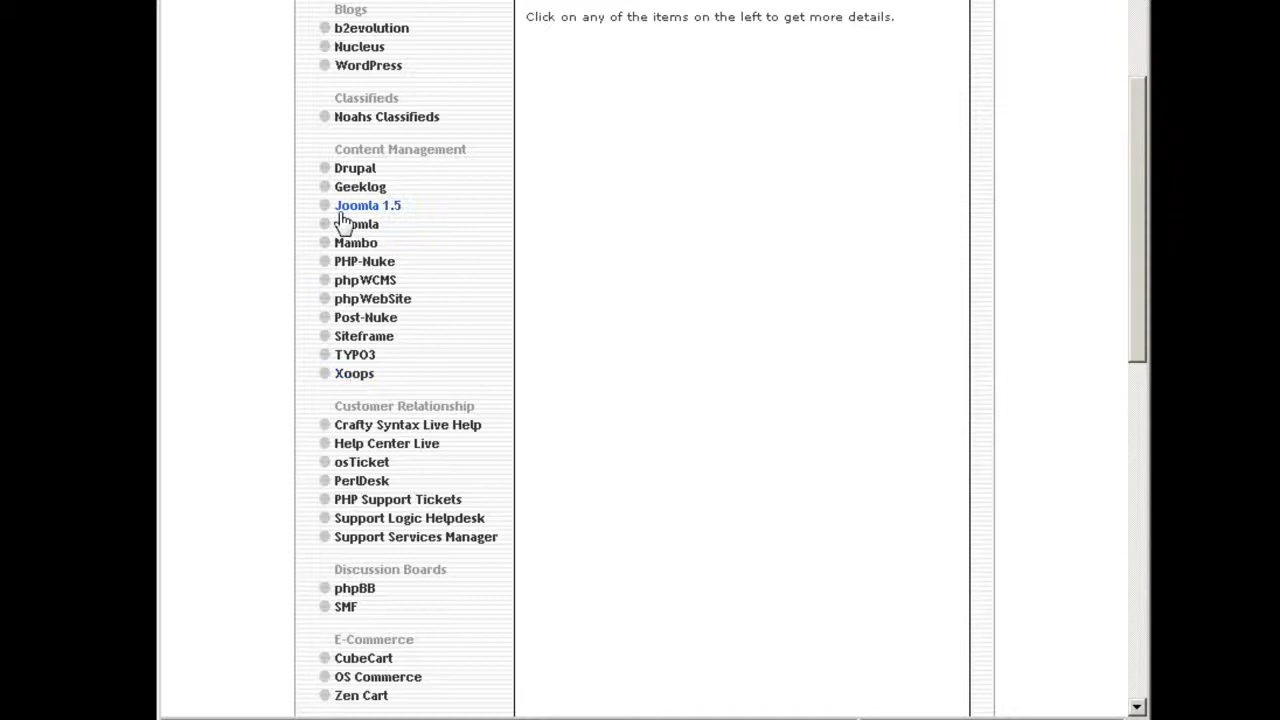 Blogs
Click on any of the items on the left to get more details.
b2evolution
Nucleus
WordPress
Classifieds
Noahs Classifieds
Content Management
Drupal
Geeklog
Joomla 1.5
Mambo
PHP-Nuke
phpWCMS
phpWebSite
Post-Nuke
Siteframe
TYPO3
Xoops
Customer Relationship
Crafty Syntax Live Help
Help Center Live
osTicket
PerlDesk
PHP Support Tickets
Support Logic Helpdesk
Support Services Manager
Discussion Boards
phpBB
SMF
E-Commerce
CubeCart
OS Commerce
Zen Cart